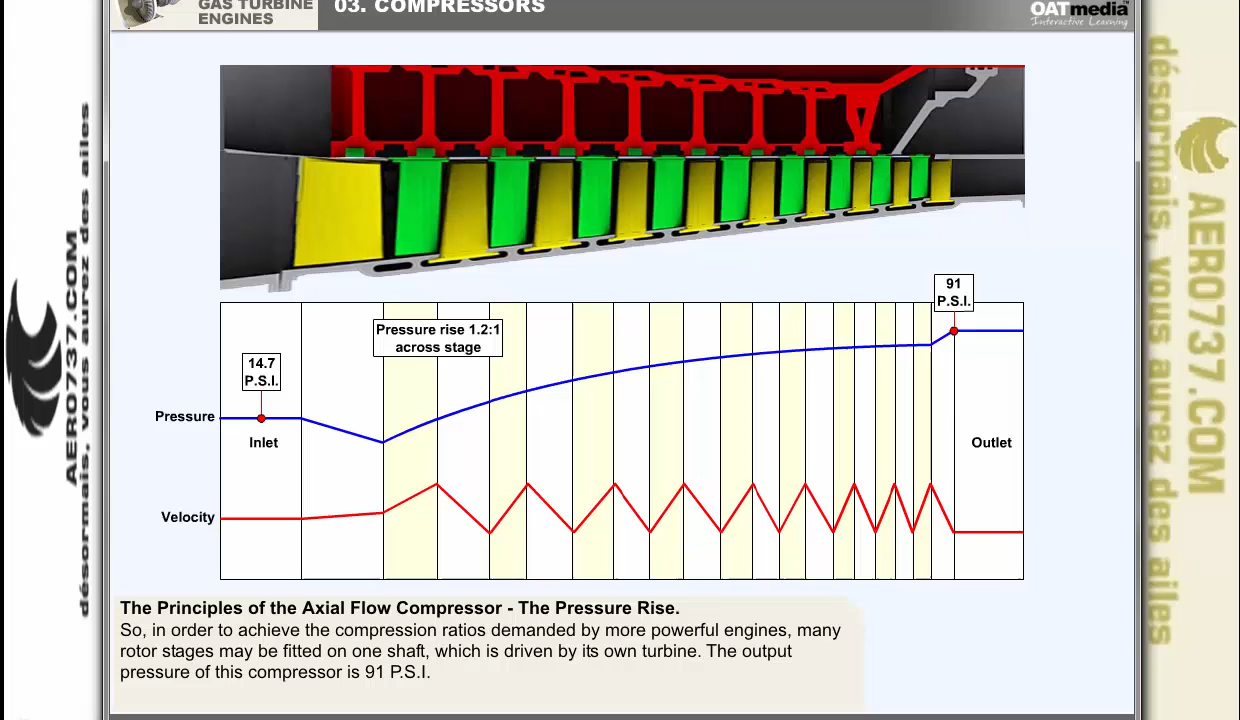 GAS TURBINE
ENGINES
03. COMPRESSORS
OATmedia™
Interactive Learning
91
P.S.I.
Pressure rise 1.2:1
across stage
14.7
P.S.I.
Pressure
Inlet
Outlet
Velocity
The Principles of the Axial Flow Compressor - The Pressure Rise.
So, in order to achieve the compression ratios demanded by more powerful engines, many
rotor stages may be fitted on one shaft, which is driven by its own turbine. The output
pressure of this compressor is 91 P.S.I.
AERO737.COM
désormais, vous aurez des ailes
AERO737.COM
désormais, vous aurez des ailes